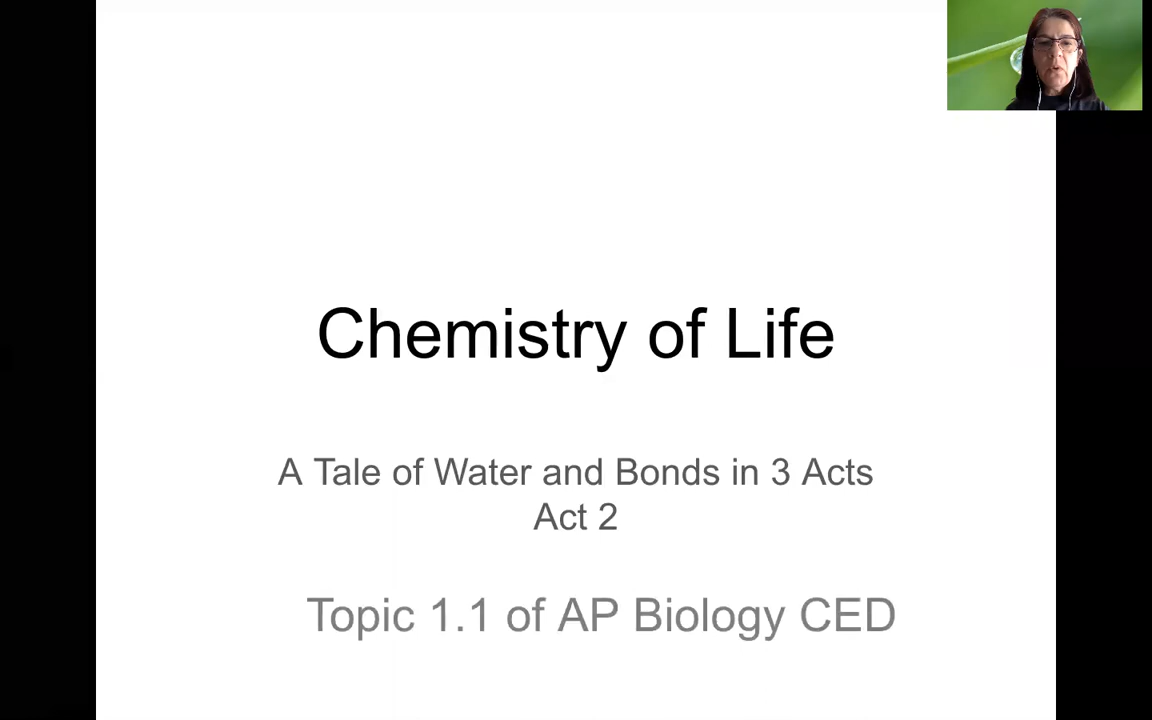 Chemistry of Life
A Tale of Water and Bonds in 3 Acts
Act 2
Topic 1.1 of AP Biology CED